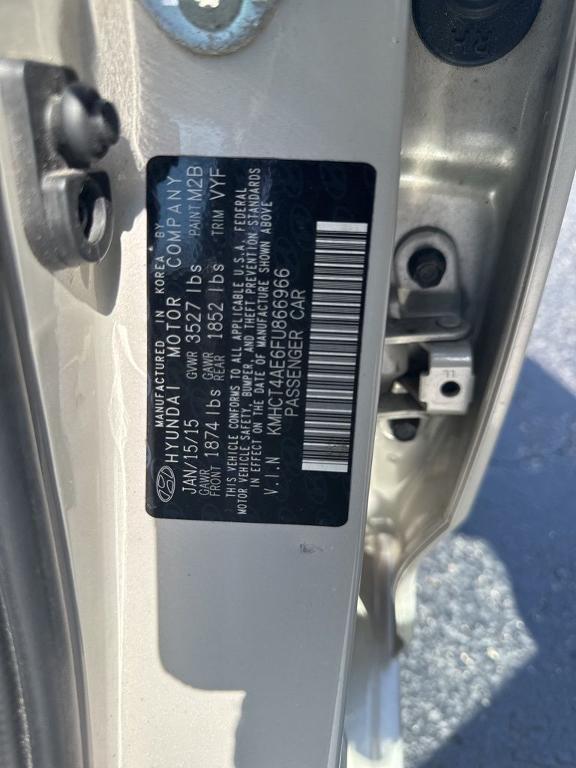 MANUFACTURED IN KOREA BY
HYUNDAI MOTOR COMPANY
JAN/15/15 GVWR 3527 lbs PAINT M2B
GAWR FRONT 1874 lbs GAWR REAR 1852 lbs TRIM VYF
THIS VEHICLE CONFORMS TO ALL APPLICABLE U.S.A. FEDERAL
MOTOR VEHICLE SAFETY, BUMPER, AND THEFT PREVENTION STANDARDS
IN EFFECT ON THE DATE OF MANUFACTURE SHOWN ABOVE
V.I.N KMHCT4AE6FU866966
PASSENGER CAR